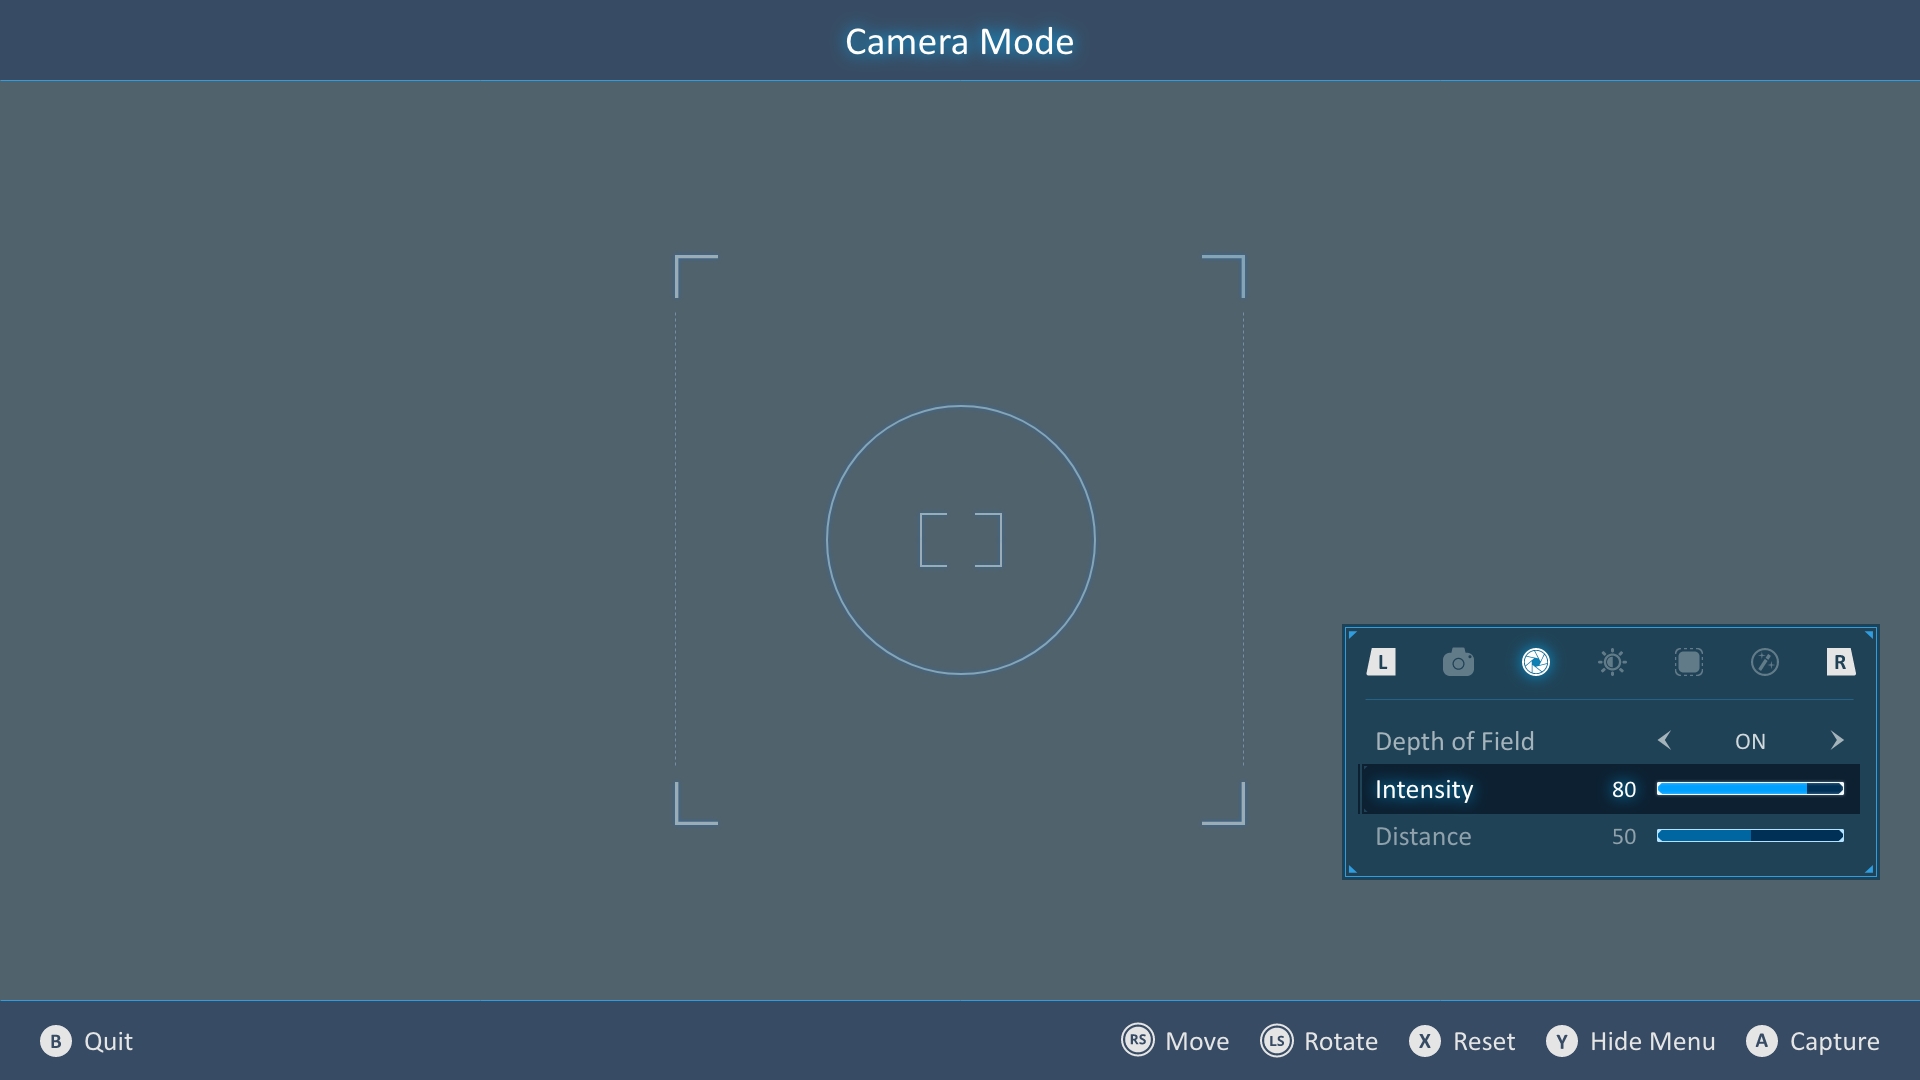 Camera Mode
L
R
Depth of Field ON
Intensity 80
Distance 50
B Quit
RS Move LS Rotate X Reset Y Hide Menu A Capture